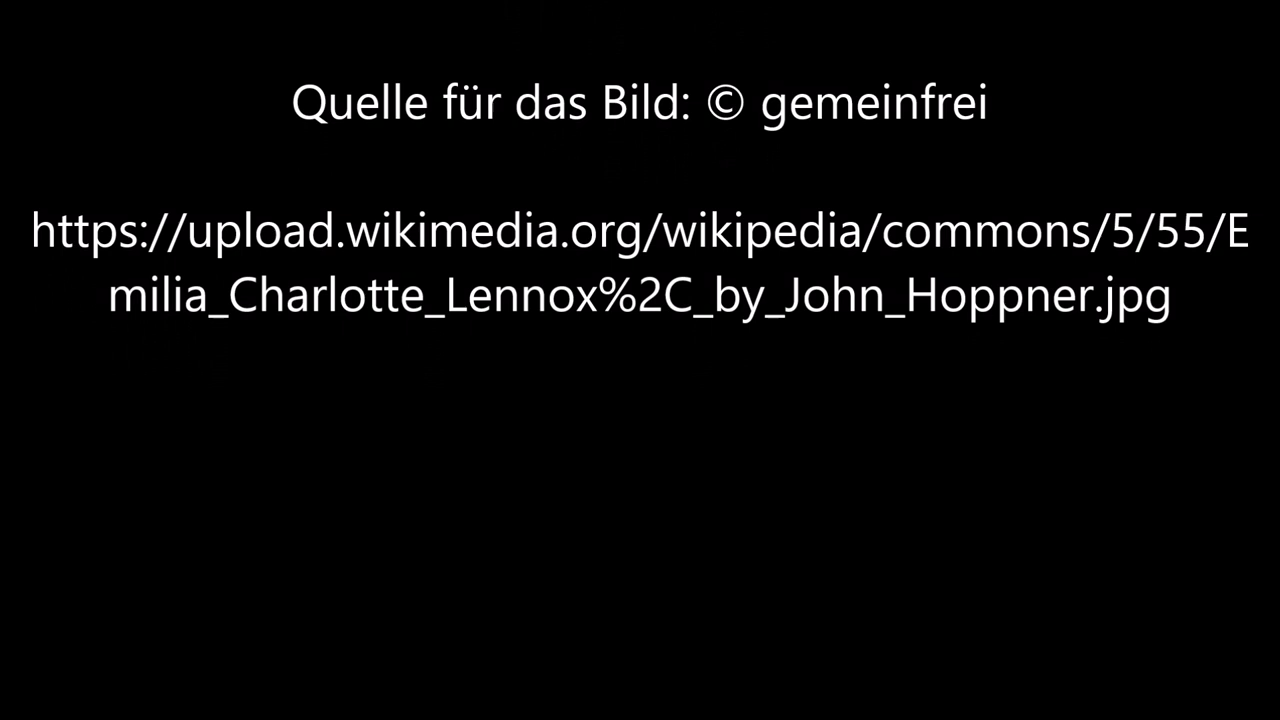 Quelle für das Bild: © gemeinfrei
https://upload.wikimedia.org/wikipedia/commons/5/55/E
milia_Charlotte_Lennox%2C_by_John_Hoppner.jpg